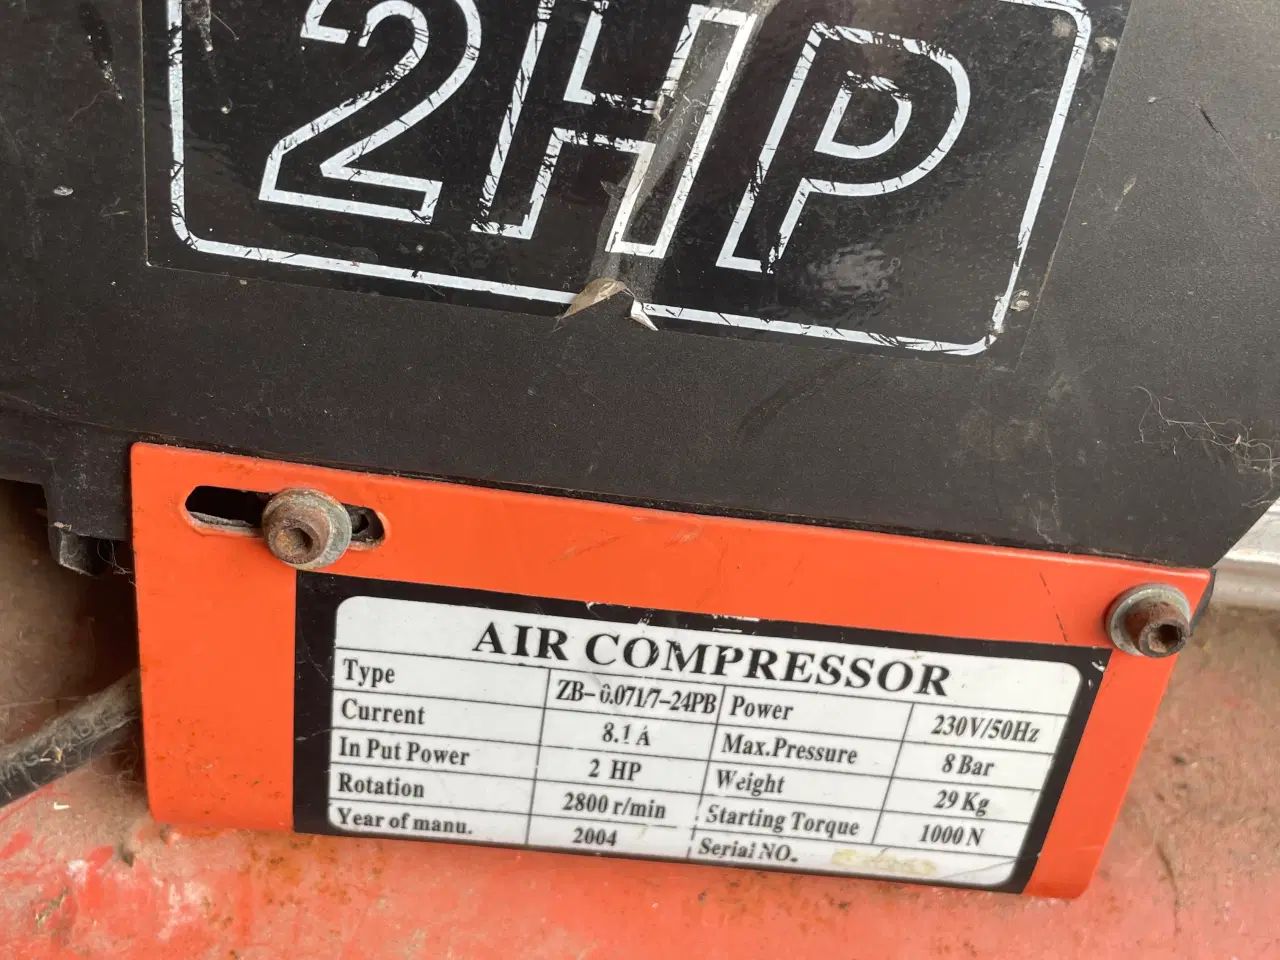 2HP
AIR COMPRESSOR
Type ZB-0.071/7-24PB Power 230V/50Hz
Current 8.1 A Max.Pressure 8 Bar
In Put Power 2 HP Weight 29 Kg
Rotation 2800 r/min Starting Torque 1000 N
Year of manu. 2004 Serial NO.